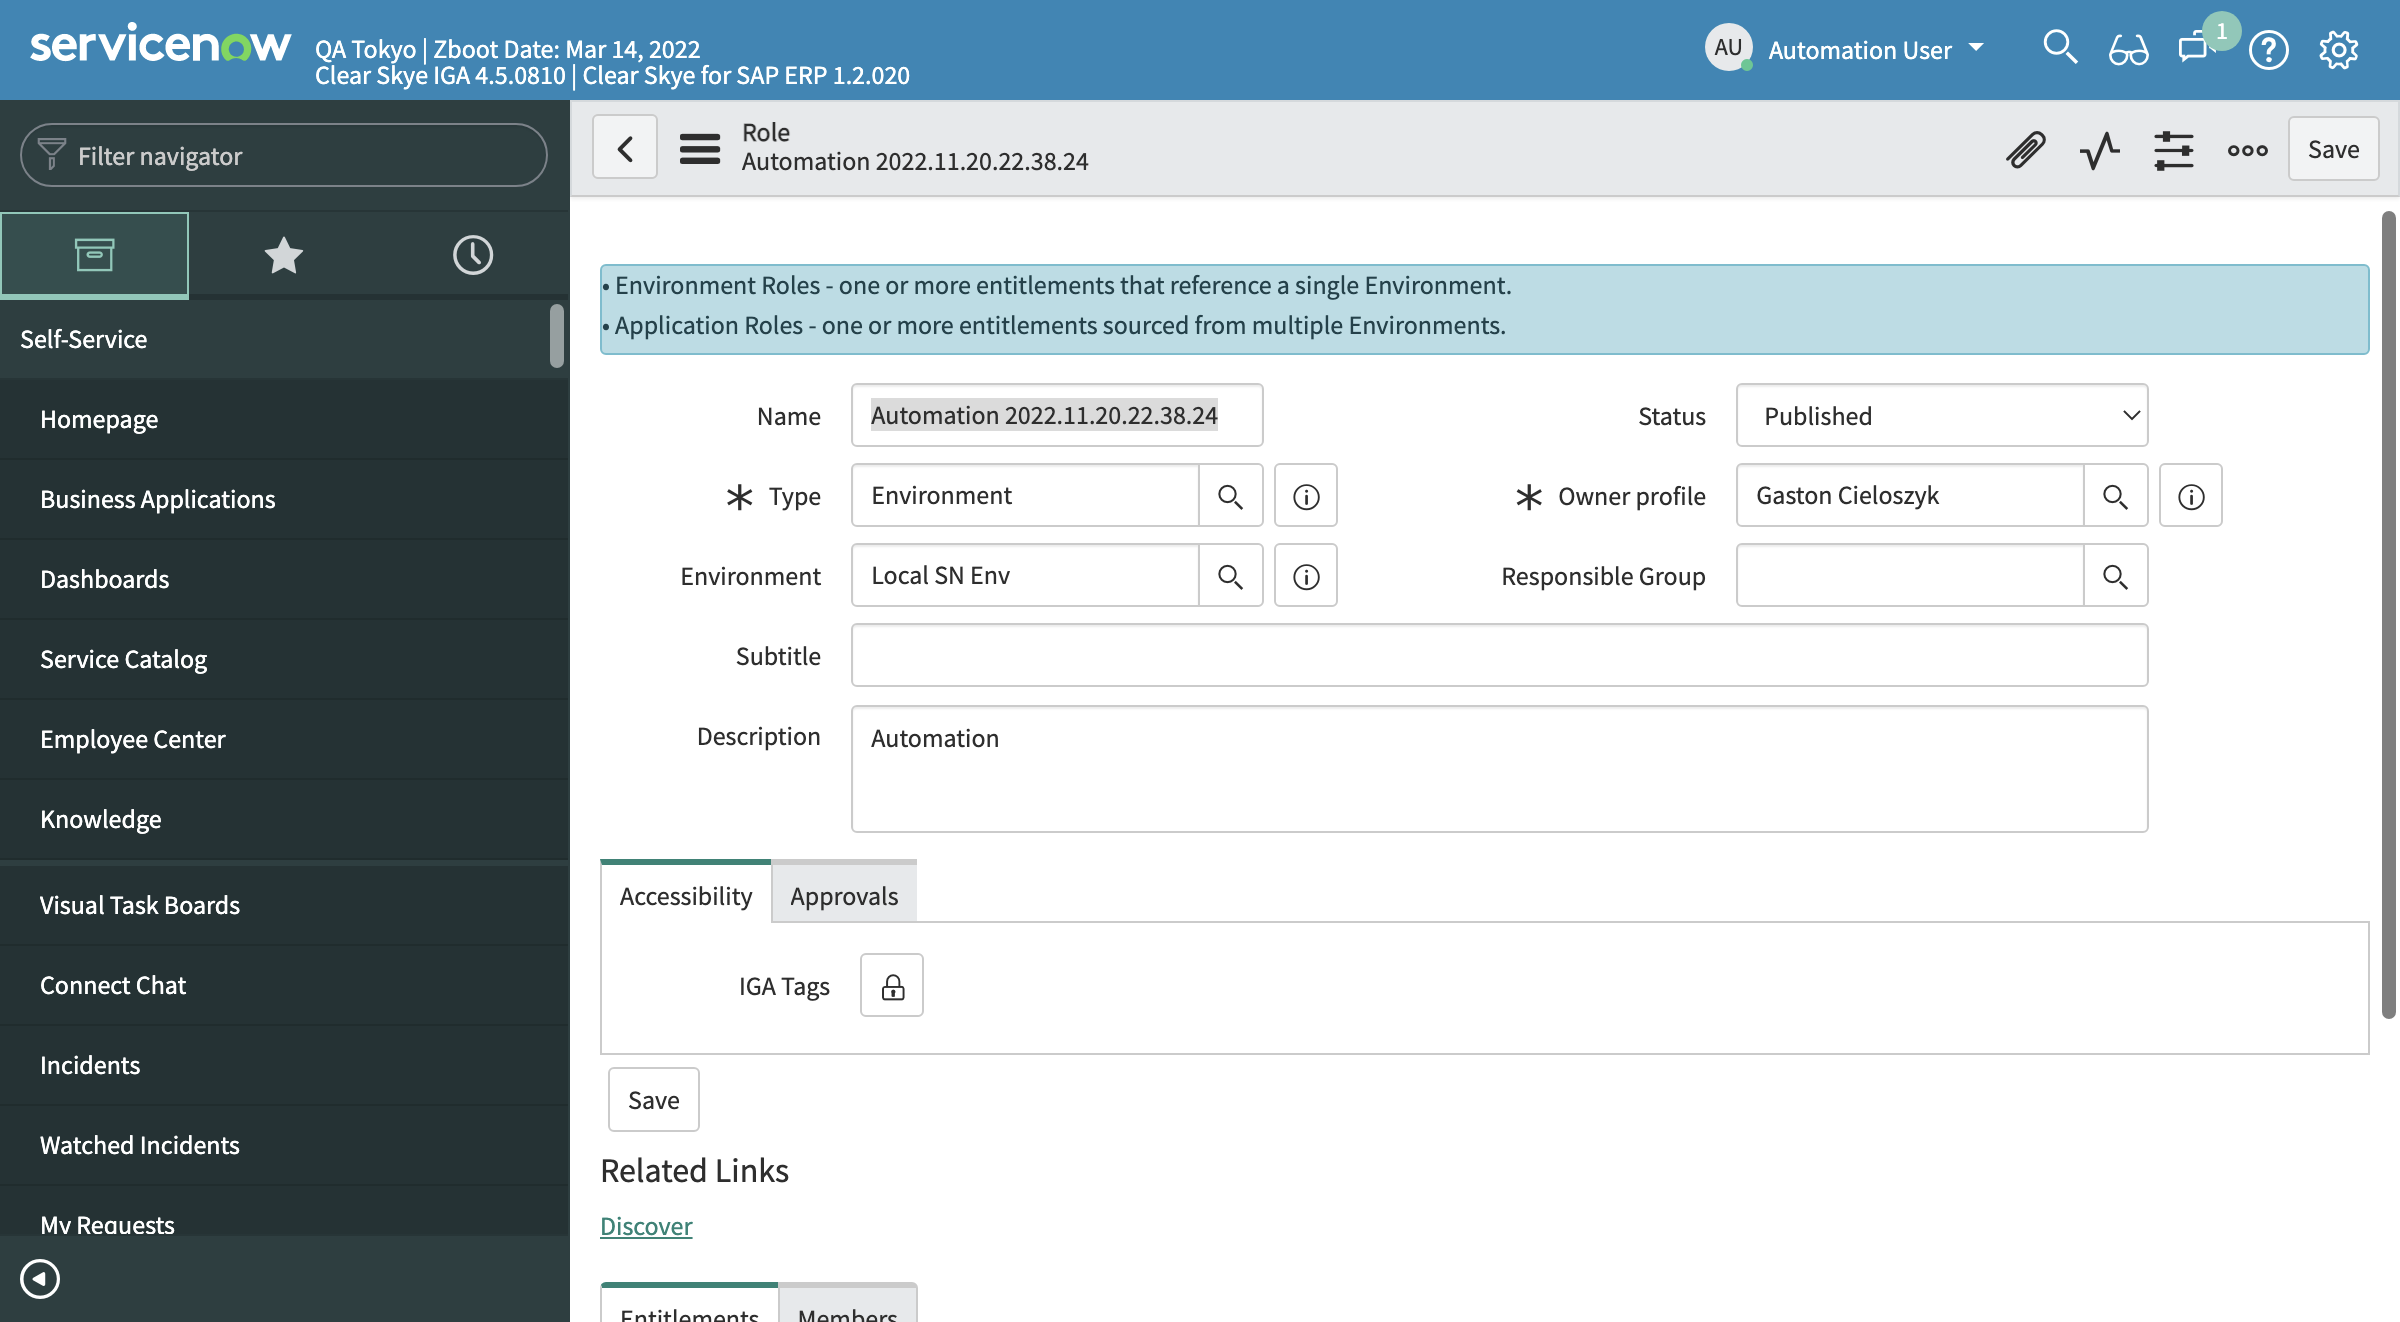 servicenow
QA Tokyo | Zboot Date: Mar 14, 2022
Clear Skye IGA 4.5.0810 | Clear Skye for SAP ERP 1.2.020
AU
Automation User
1
Filter navigator
Self-Service
Homepage
Business Applications
Dashboards
Service Catalog
Employee Center
Knowledge
Visual Task Boards
Connect Chat
Incidents
Watched Incidents
My Requests
Role
Automation 2022.11.20.22.38.24
Save
• Environment Roles - one or more entitlements that reference a single Environment.
• Application Roles - one or more entitlements sourced from multiple Environments.
Name
Automation 2022.11.20.22.38.24
Status
Published
Type
Environment
Owner profile
Gaston Cieloszyk
Environment
Local SN Env
Responsible Group
Subtitle
Description
Automation
Accessibility
Approvals
IGA Tags
Save
Related Links
Discover
Entitlements
Members